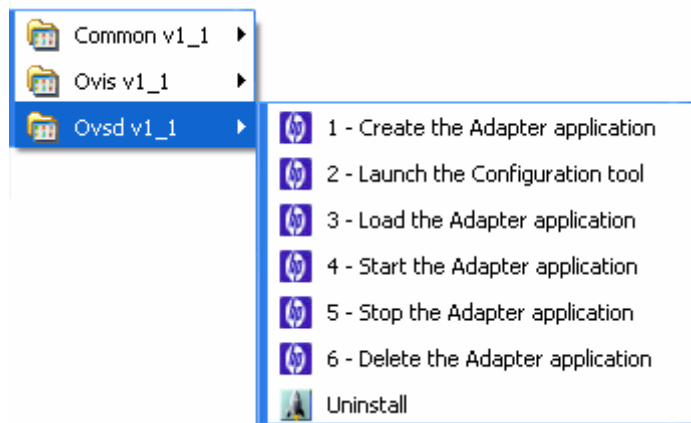 Common v1_1
Ovis v1_1
Ovsd v1_1
1 - Create the Adapter application
2 - Launch the Configuration tool
3 - Load the Adapter application
4 - Start the Adapter application
5 - Stop the Adapter application
6 - Delete the Adapter application
Uninstall